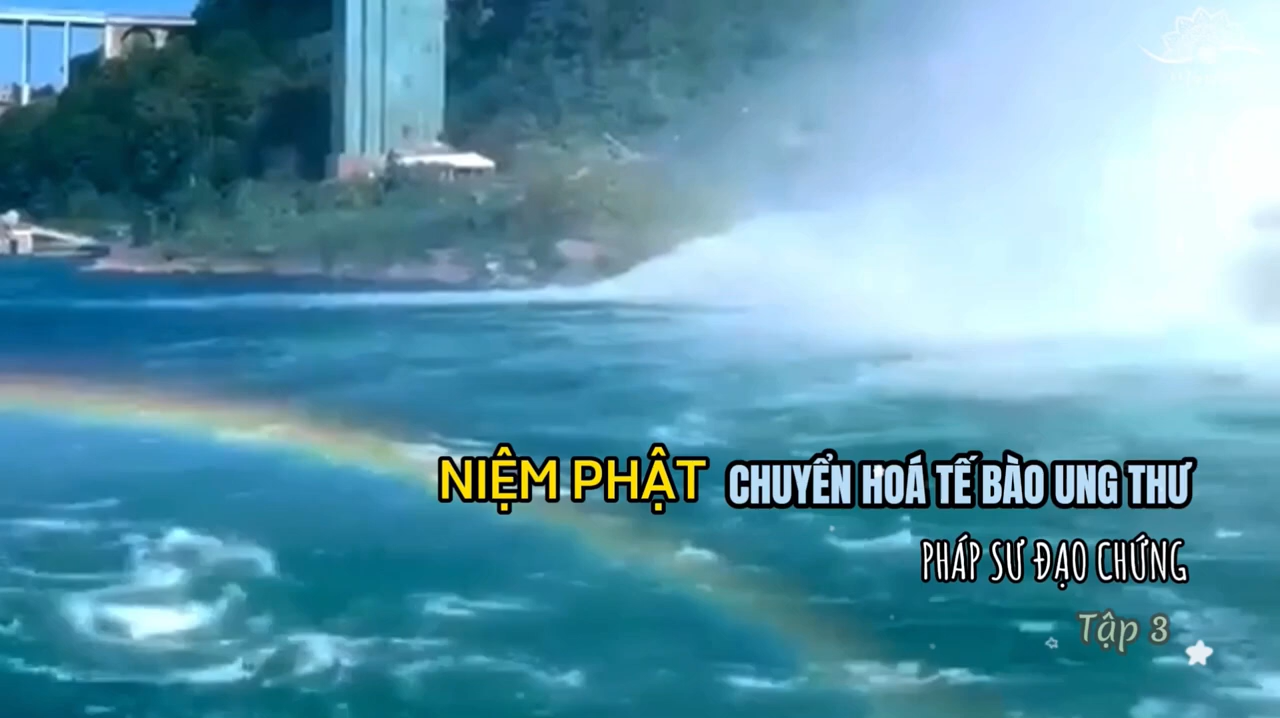 NIỆM PHẬT CHUYỂN HOÁ TẾ BÀO UNG THƯ
PHÁP SƯ ĐẠO CHỨNG
Tập 3